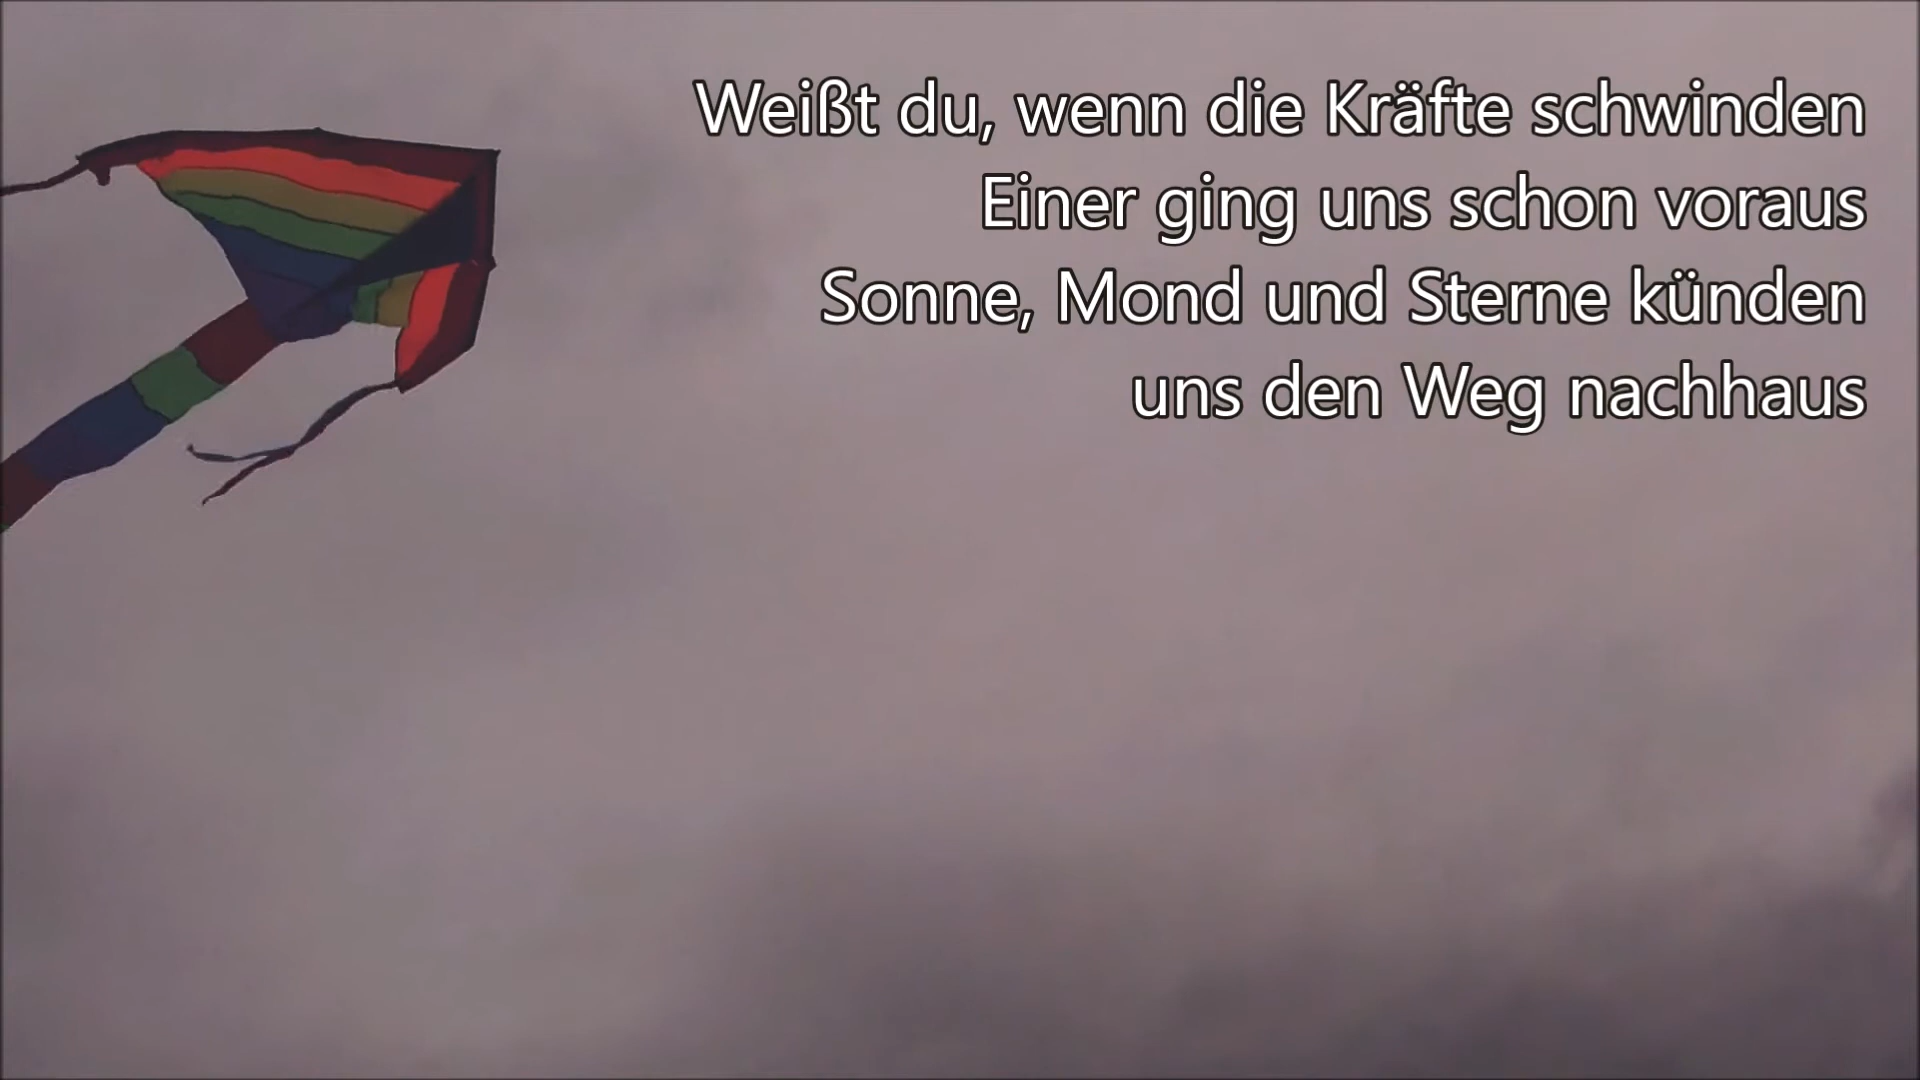 Weißt du, wenn die Kräfte schwinden
Einer ging uns schon voraus
Sonne, Mond und Sterne künden
uns den Weg nachhaus